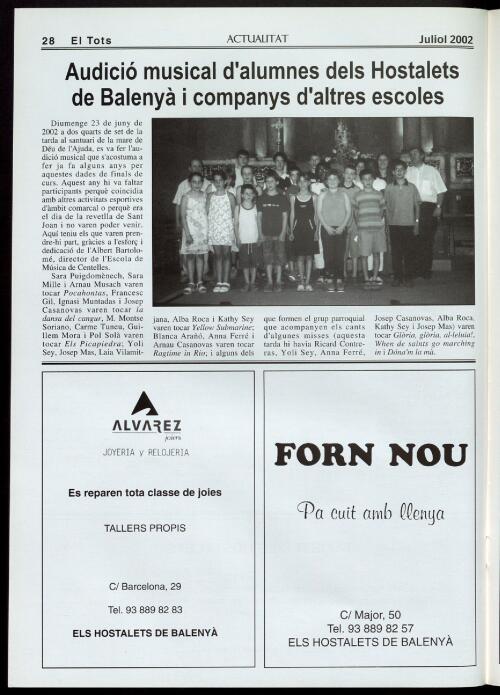 28 El Tots
ACTUALITAT
Juliol 2002
Audició musical d'alumnes dels Hostalets
de Balenyà i companys d'altres escoles
Diumenge 23 de juny de
2002 a dos quarts de set de la
tarda al santuari de la mare de
Déu de l'Ajuda, es va fer l'au-
dició musical que s'acostuma a
fer ja fa alguns anys per
aquestes dades de finals de
curs. Aquest any hi va faltar
participants perquè coincidia
amb altres activitats esportives
d'àmbit comarcal o perquè era
el dia de la revetlla de Sant
Joan i no varen poder venir.
Aquí teniu els que varen pren-
dre-hi part, gràcies a l'esforç i
dedicació de l'Albert Bartolo-
mé, director de l'Escola de
Música de Centelles.
Sara Puigdomènech, Sara
Mille i Arnau Musach varen
tocar Pocahontas, Francesc
Gil, Ignasi Muntadas i Josep
Casanovas varen tocar la
dansa del cangur, M. Montse
Soriano, Carme Tuneu, Gui-
llem Mora i Pol Solà varen
tocar Els Picapiedra; Yoli
Sey, Josep Mas, Laia Vilamit-
jana, Alba Roca i Kathy Sey
varen tocar Yellow Submarine;
Blanca Arañó, Anna Ferré i
Arnau Casanovas varen tocar
Ragtime in Rio; i alguns dels
que formen el grup parroquial
que acompanyen els cants
d'algunes misses (aquesta
tarda hi havia Ricard Contre-
ras, Yoli Sey, Anna Ferré,
Josep Casanovas, Alba Roca,
Kathy Sey i Josep Mas) varen
tocar Glòria, glòria, al·leluia!,
When de saints go marching
in i Dóna'm la mà.
ALVAREZ
joiers
JOYERIA y RELOJERIA
Es reparen tota classe de joies
TALLERS PROPIS
C/ Barcelona, 29
Tel. 93 889 82 83
ELS HOSTALETS DE BALENYÀ
FORN NOU
Pa cuit amb llenya
C/ Major, 50
Tel. 93 889 82 57
ELS HOSTALETS DE BALENYÀ